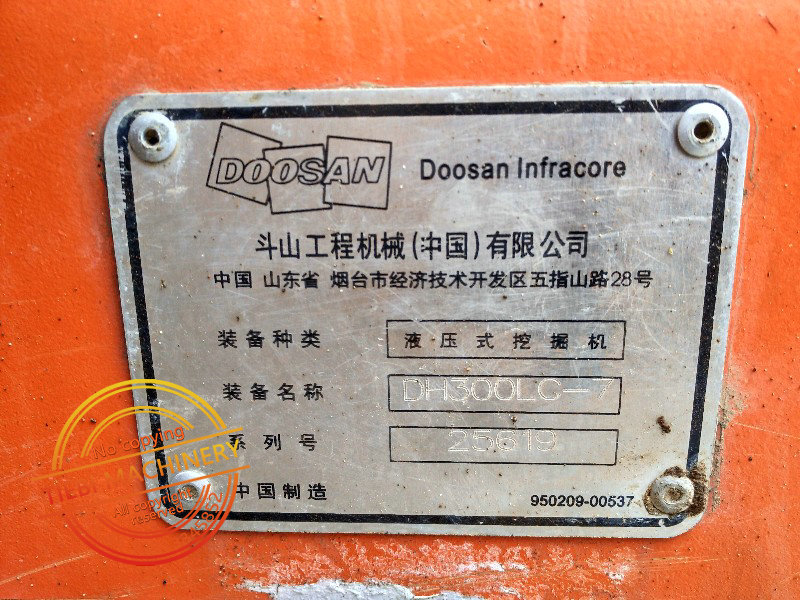 DOOSAN Doosan Infracore
斗山工程机械(中国)有限公司
中国 山东省 烟台市经济技术开发区五指山路28号
装备种类 液压式挖掘机
装备名称 DH300LC-7
系列号 25619
中国制造 950209-00537
No copying
MACHINERY
All copyright
reserved